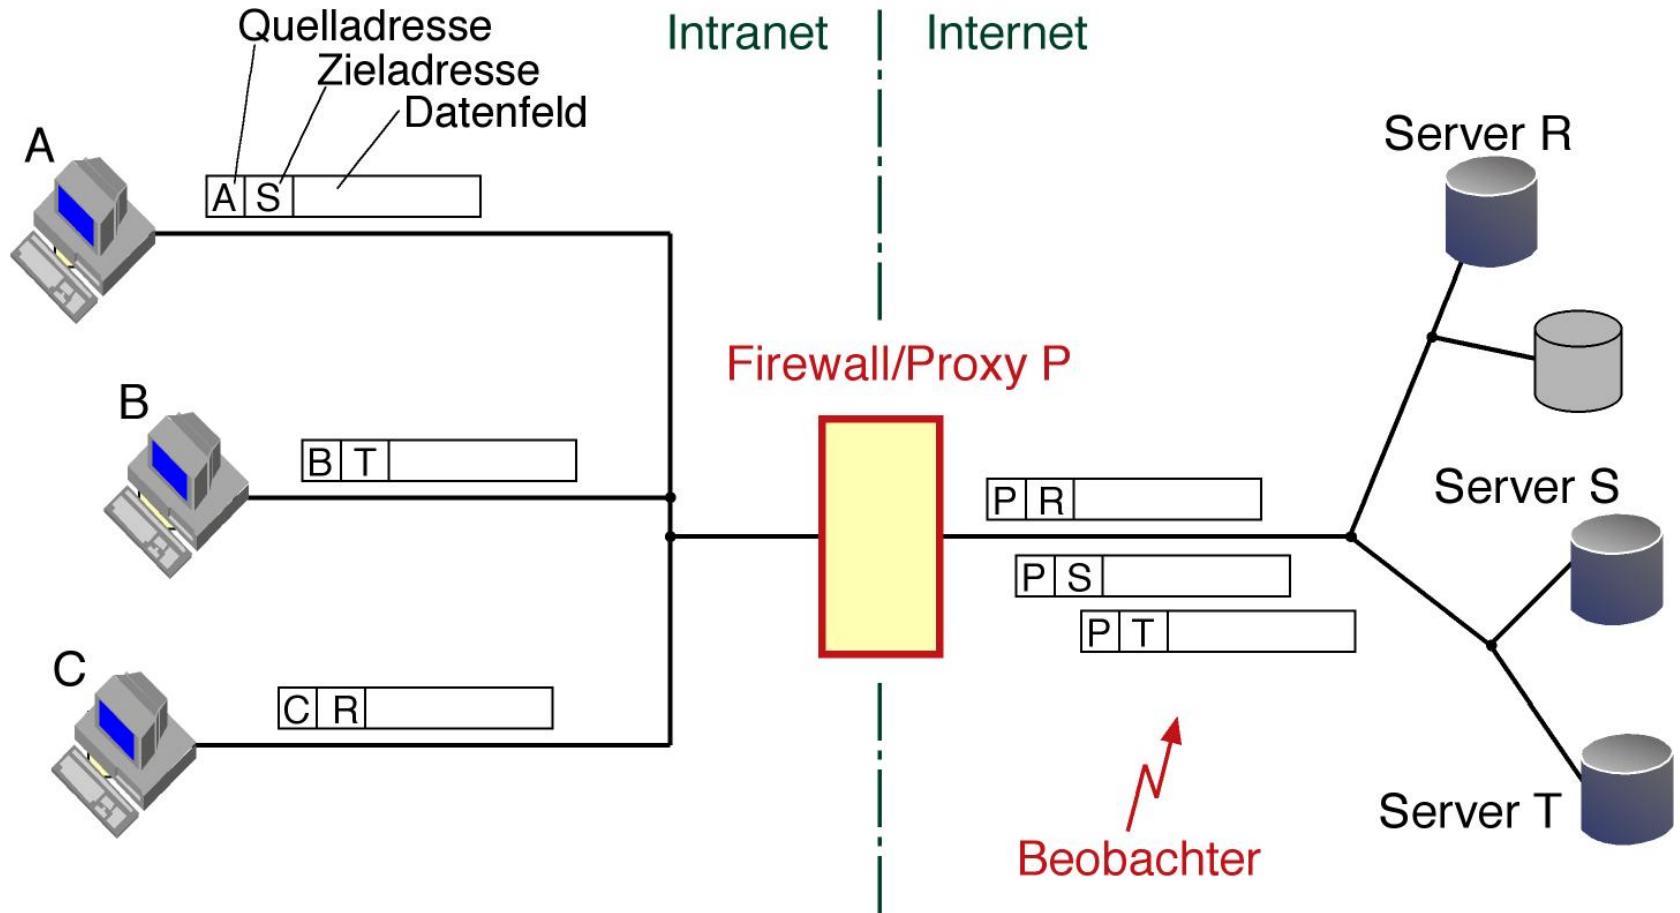 Quelladresse
Zieladresse
Datenfeld
Intranet
Internet
A
A S
B
B T
C
C R
Firewall/Proxy P
P R
P S
P T
Beobachter
Server R
Server S
Server T